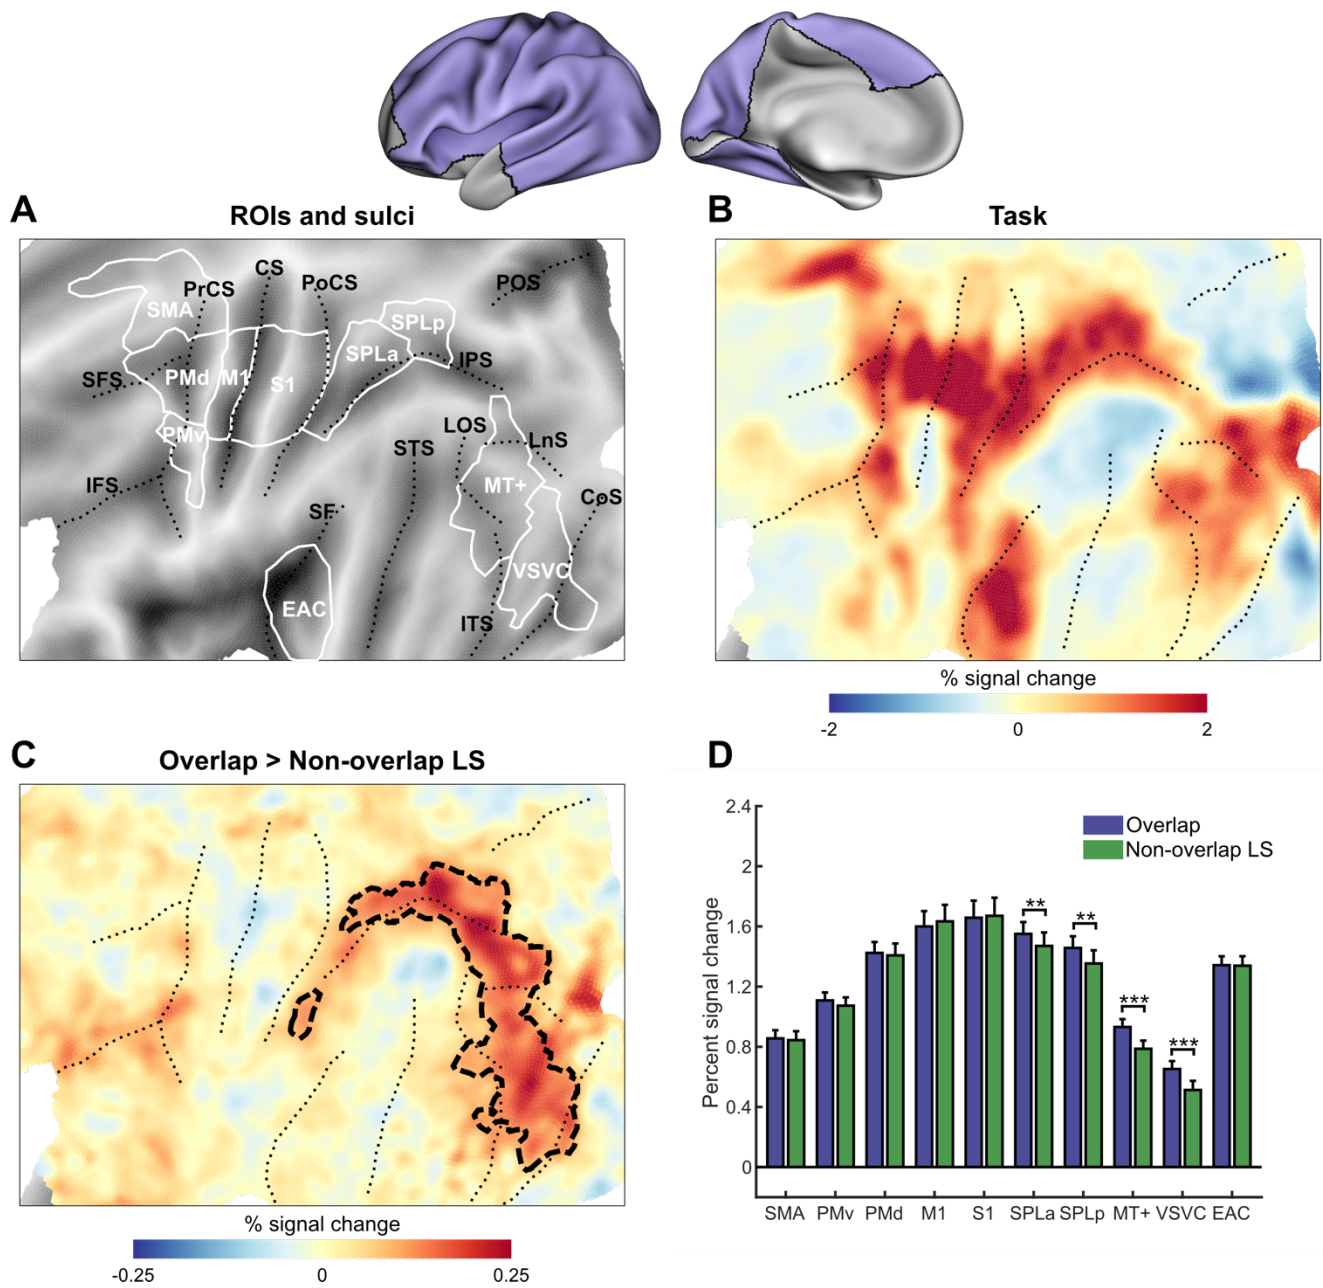 A
ROIs and sulci
CS
PrCS
PoCS
POS
SMA
SPLp
SPLa
IPS
SFS
PMd
M1
S1
PMv
LOS
LnS
STS
IFS
MT+
CoS
SF
VSVC
EAC
ITS
B
Task
% signal change
-2
0
2
C
Overlap > Non-overlap LS
% signal change
-0.25
0
0.25
D
2.4
2
1.6
1.2
0.8
0.4
0
Percent signal change
Overlap
Non-overlap LS
**
**
***
***
SMA PMv PMd M1 S1 SPLa SPLp MT+ VSVC EAC